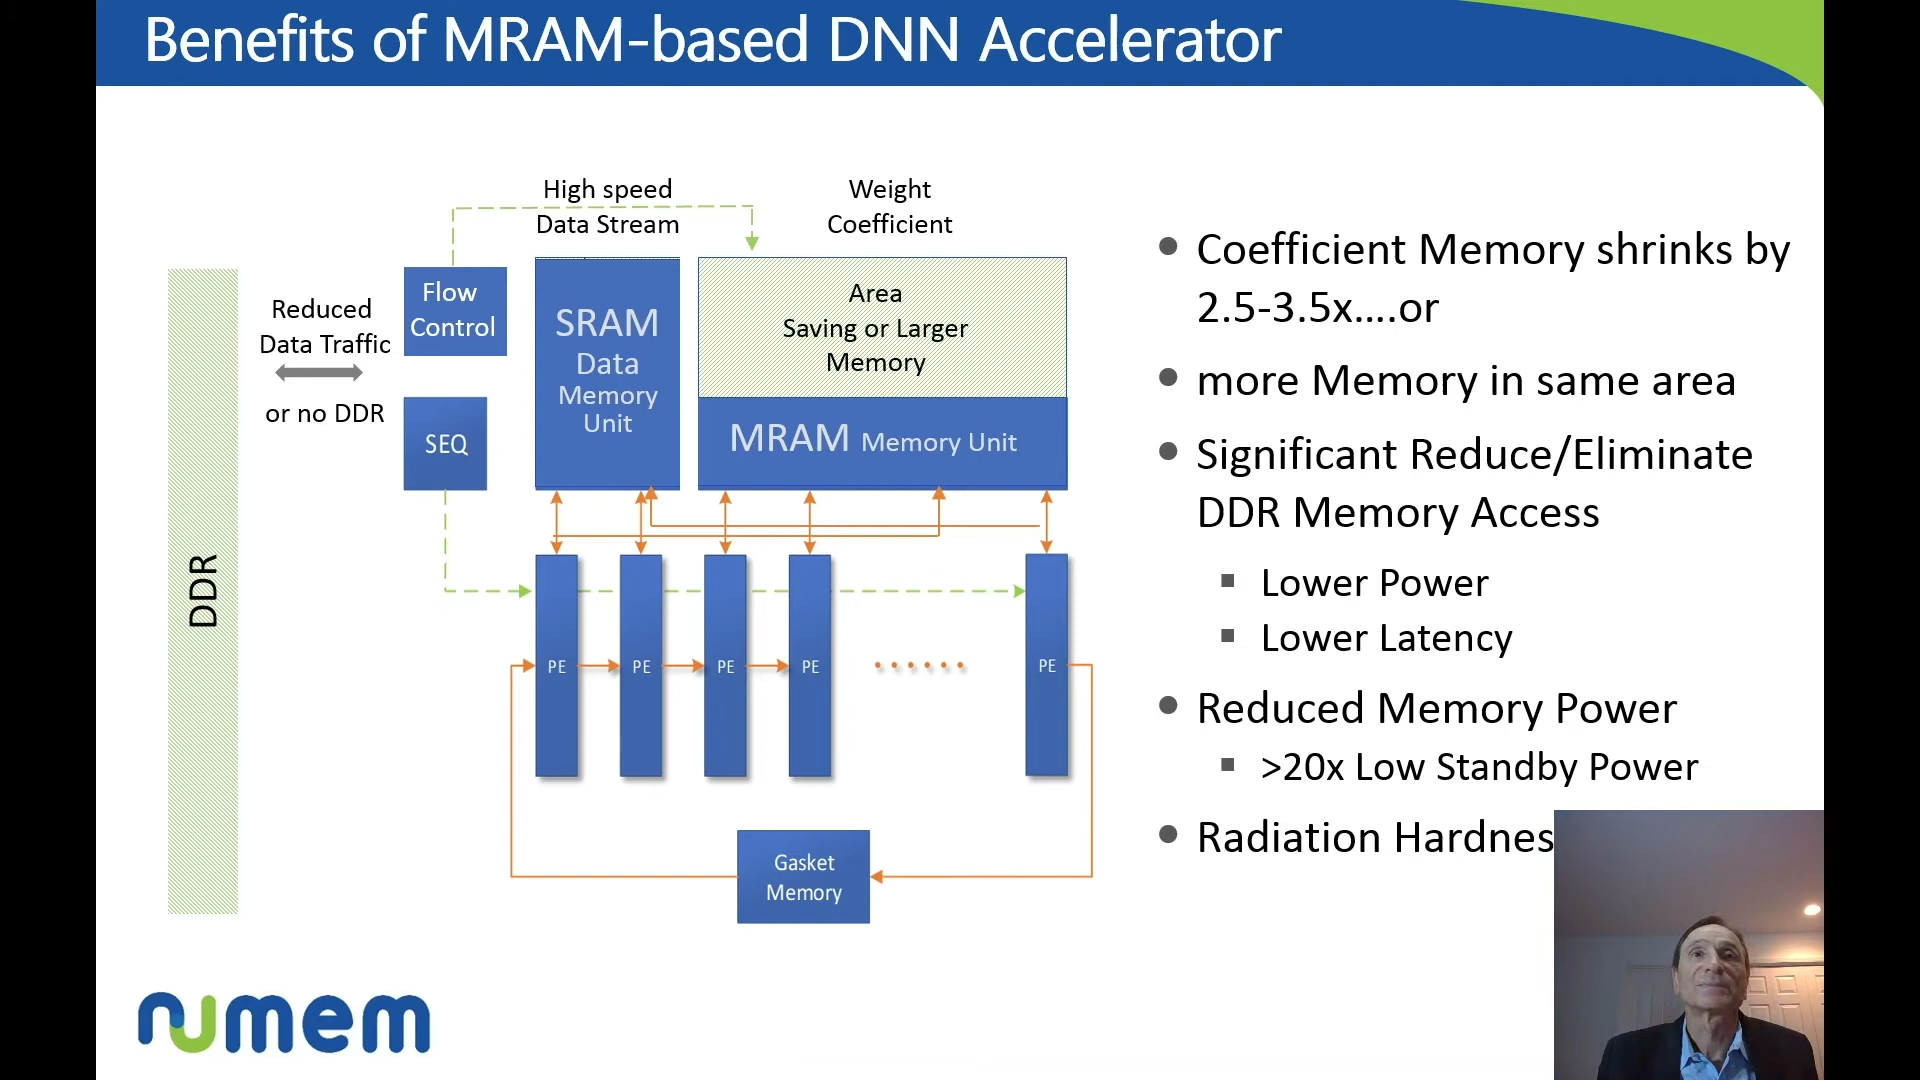 Benefits of MRAM-based DNN Accelerator
High speed
Data Stream
Weight
Coefficient
Flow
Control
Reduced
Data Traffic
or no DDR
SEQ
DDR
SRAM
Data
Memory
Unit
Area
Saving or Larger
Memory
MRAM Memory Unit
PE
PE
PE
PE
PE
Gasket
Memory
Coefficient Memory shrinks by
2.5-3.5x....or
more Memory in same area
Significant Reduce/Eliminate
DDR Memory Access
Lower Power
Lower Latency
Reduced Memory Power
>20x Low Standby Power
Radiation Hardnes
numem